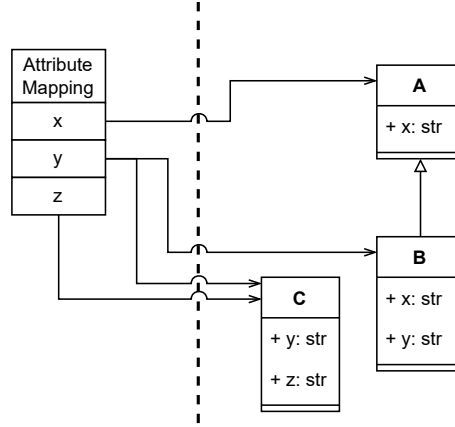 Attribute
Mapping
x
y
z
A
+ x: str
B
+ x: str
+ y: str
C
+ y: str
+ z: str